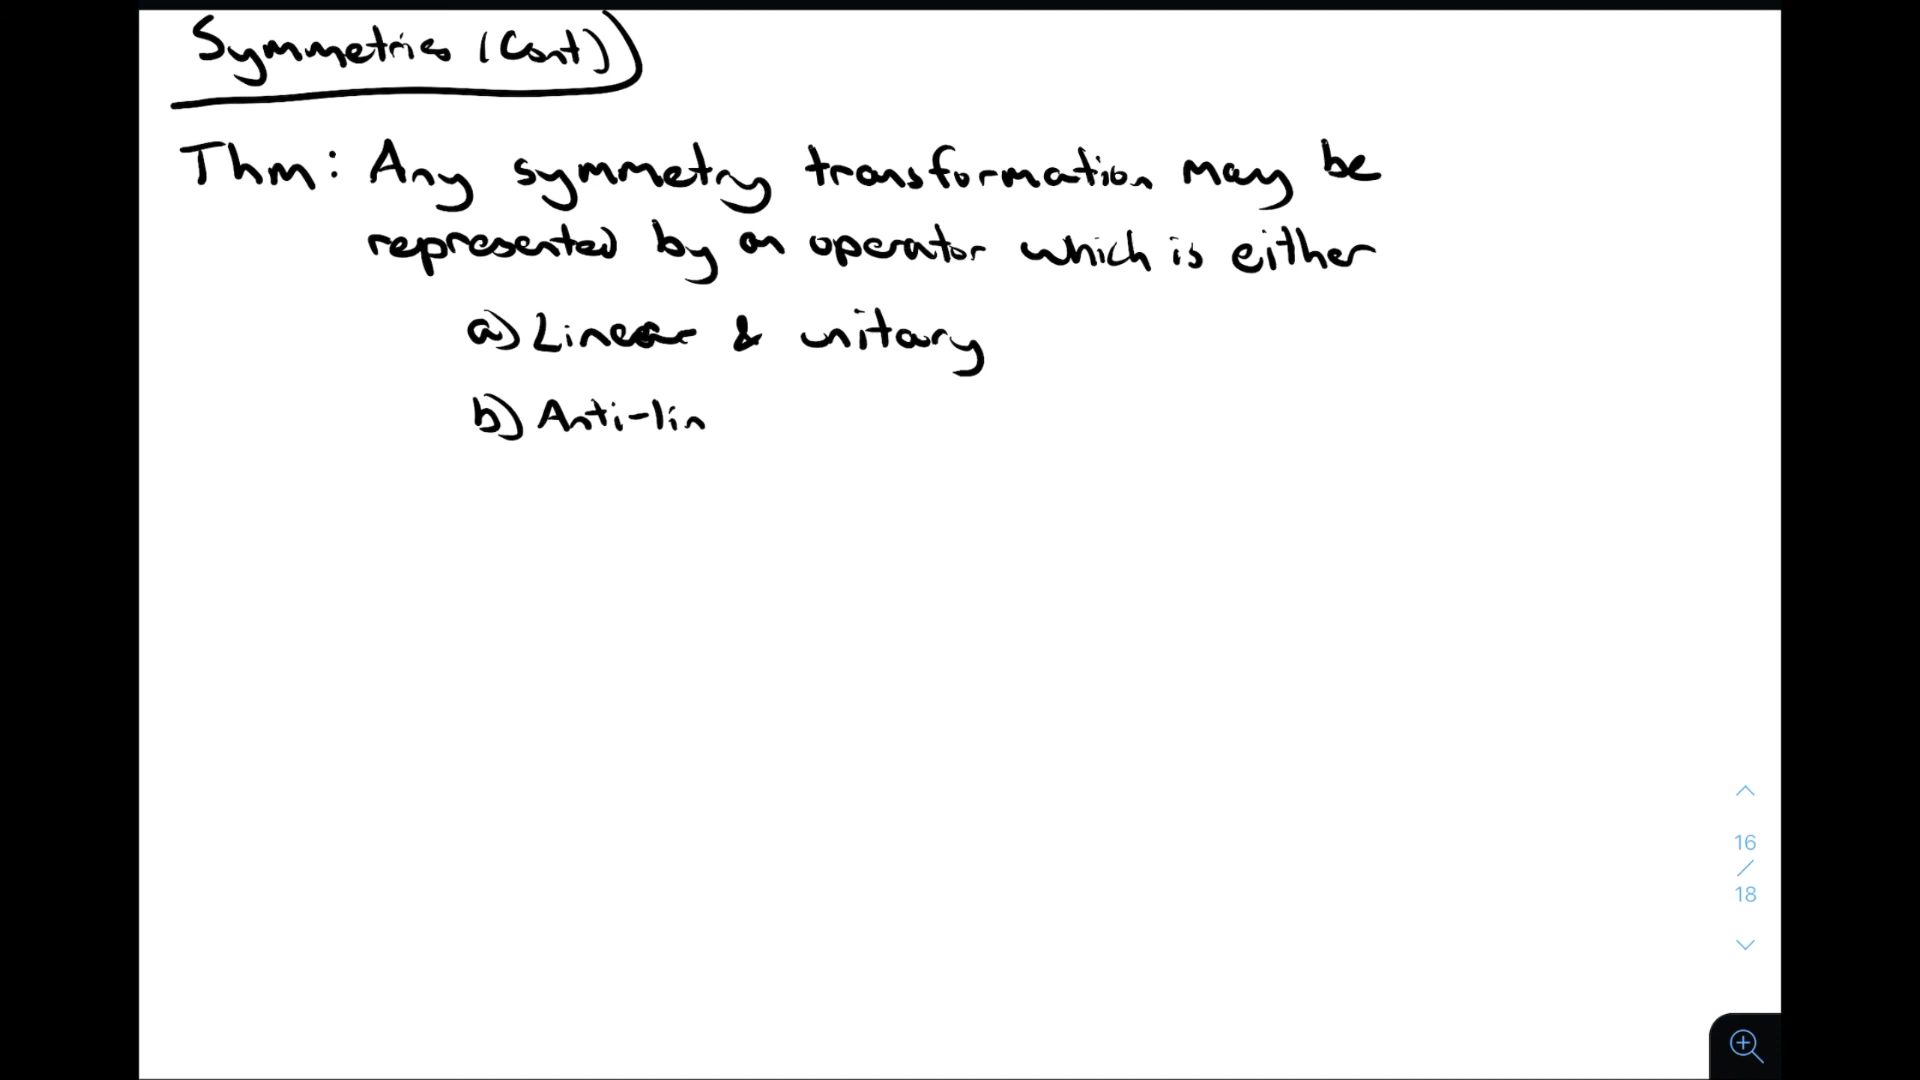 Symmetries (Cont)
Thm: Any symmetry transformation may be
represented by an operator which is either
a) Linear & unitary
b) Anti-lin
16
/
18